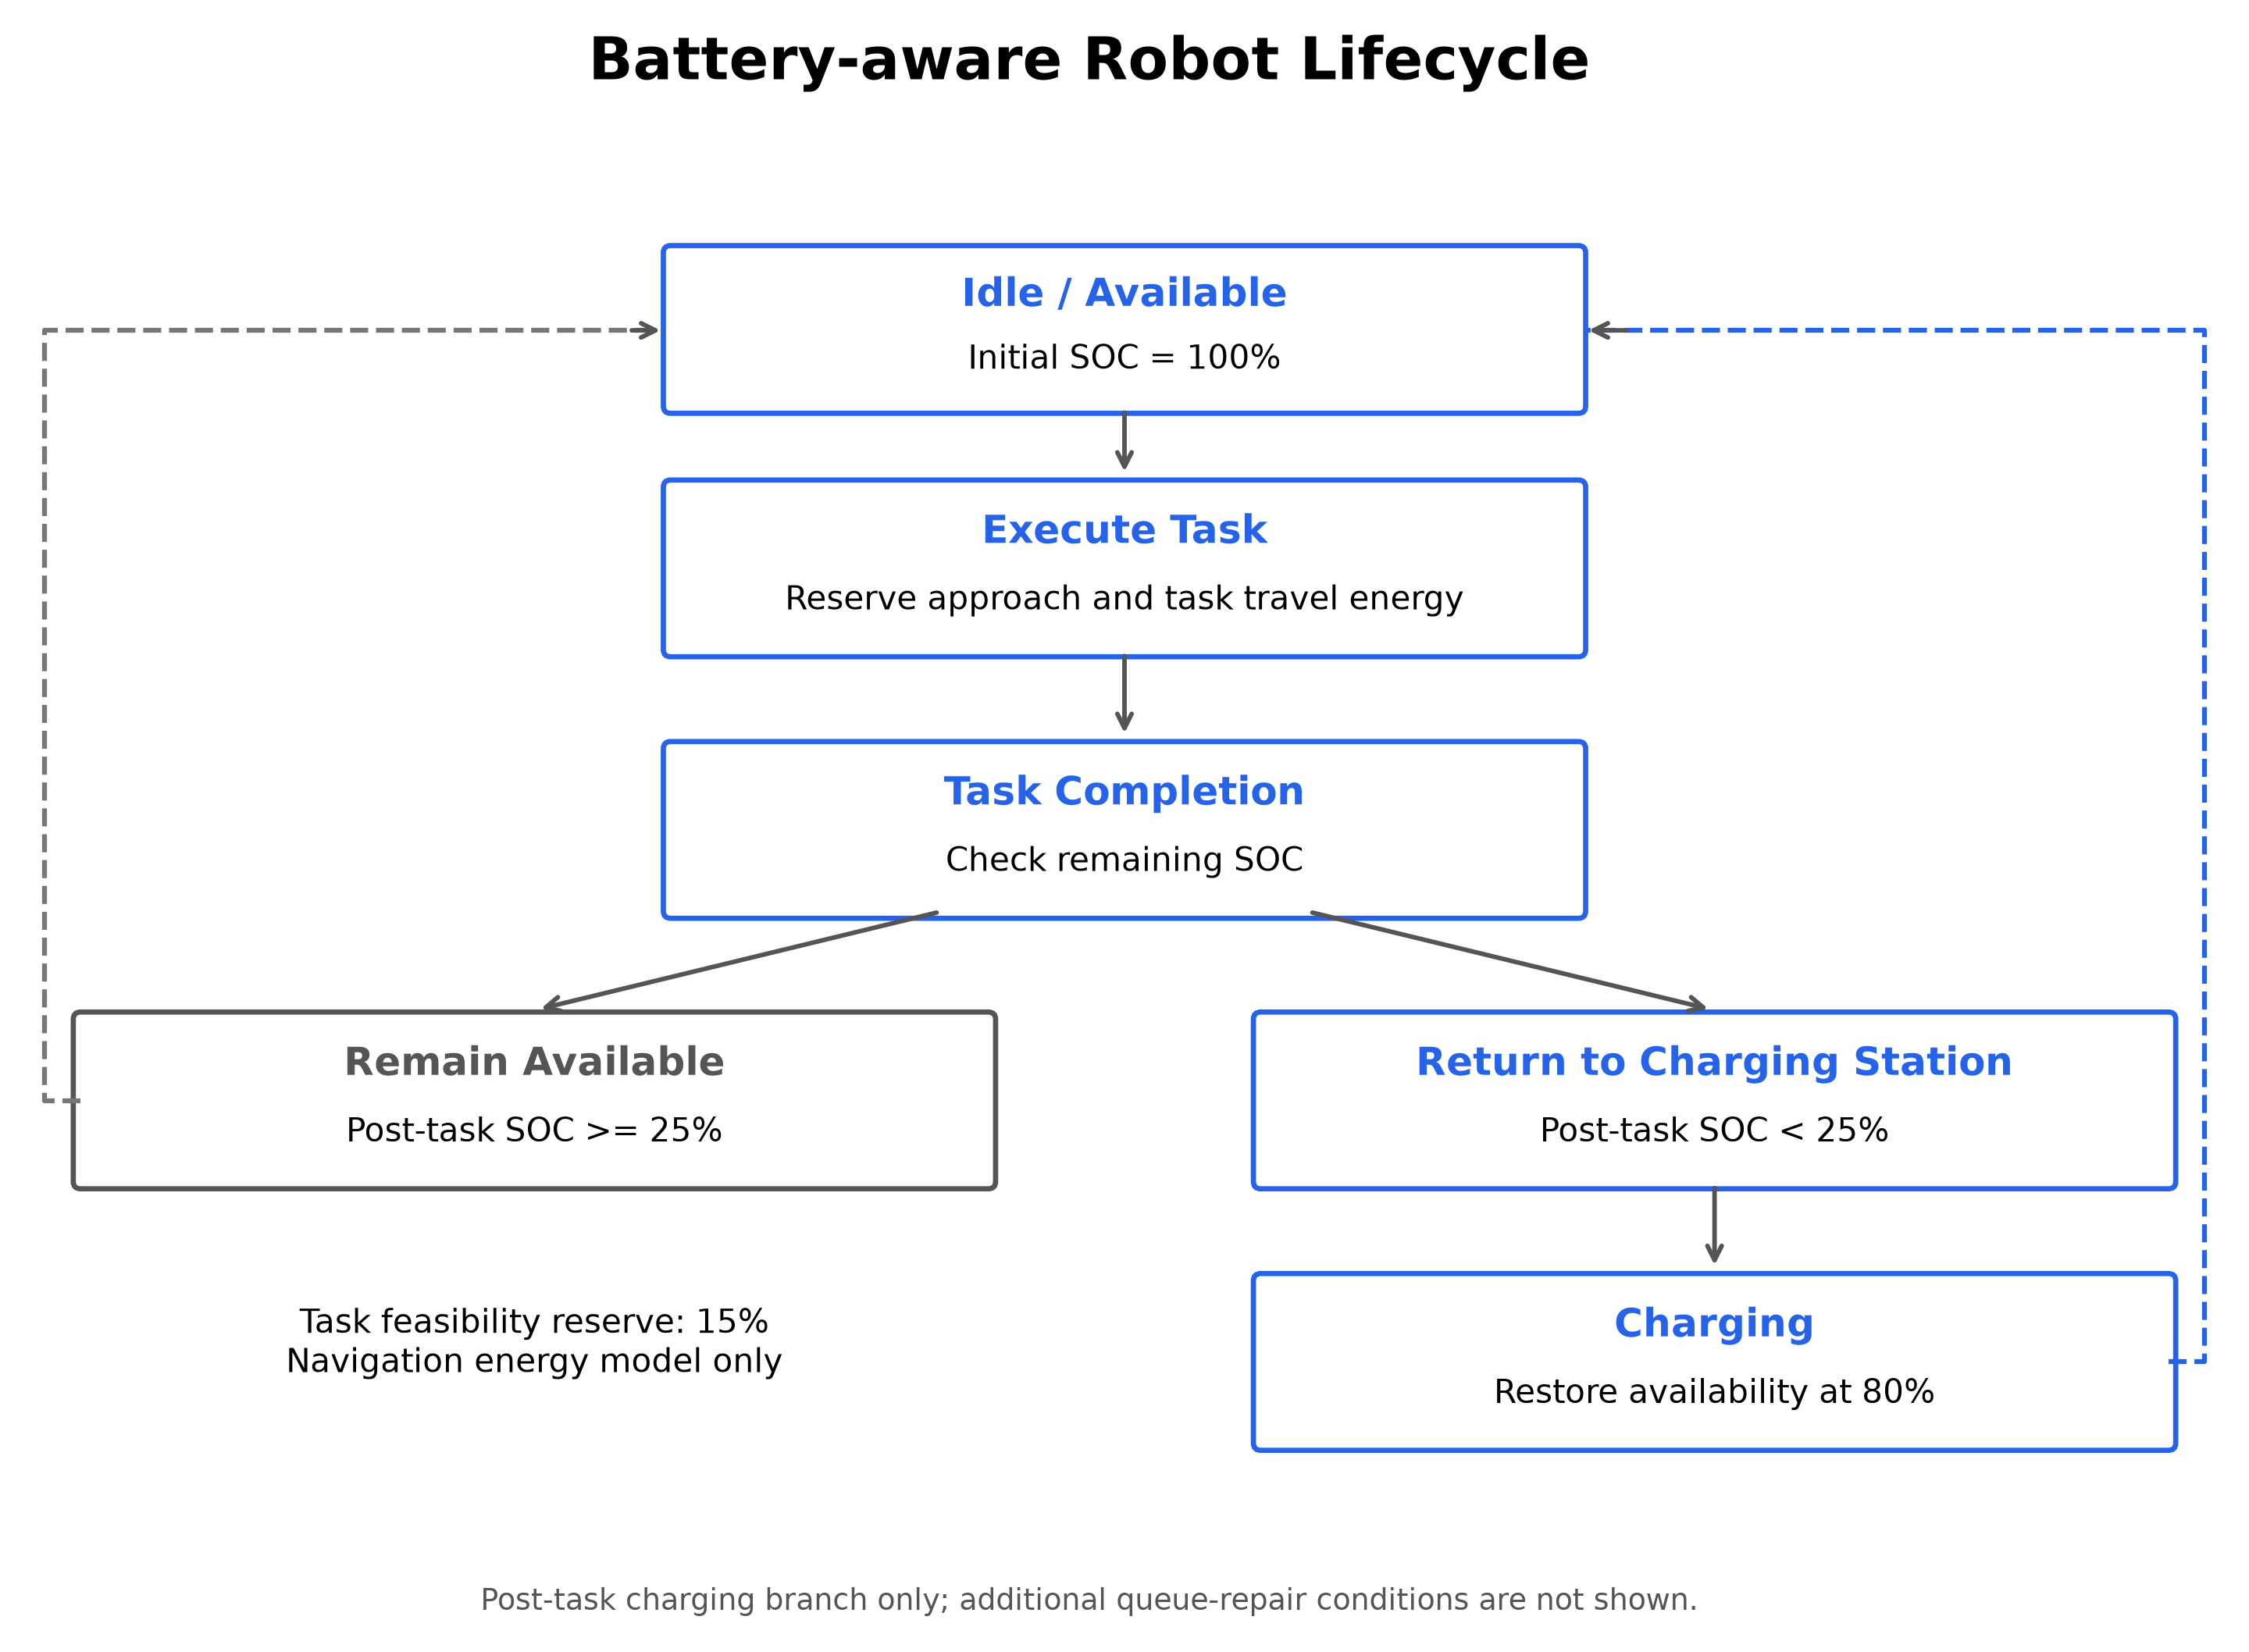 Battery-aware Robot Lifecycle
Idle / Available
Initial SOC = 100%
Execute Task
Reserve approach and task travel energy
Task Completion
Check remaining SOC
Remain Available
Post-task SOC >= 25%
Return to Charging Station
Post-task SOC < 25%
Task feasibility reserve: 15%
Navigation energy model only
Charging
Restore availability at 80%
Post-task charging branch only; additional queue-repair conditions are not shown.